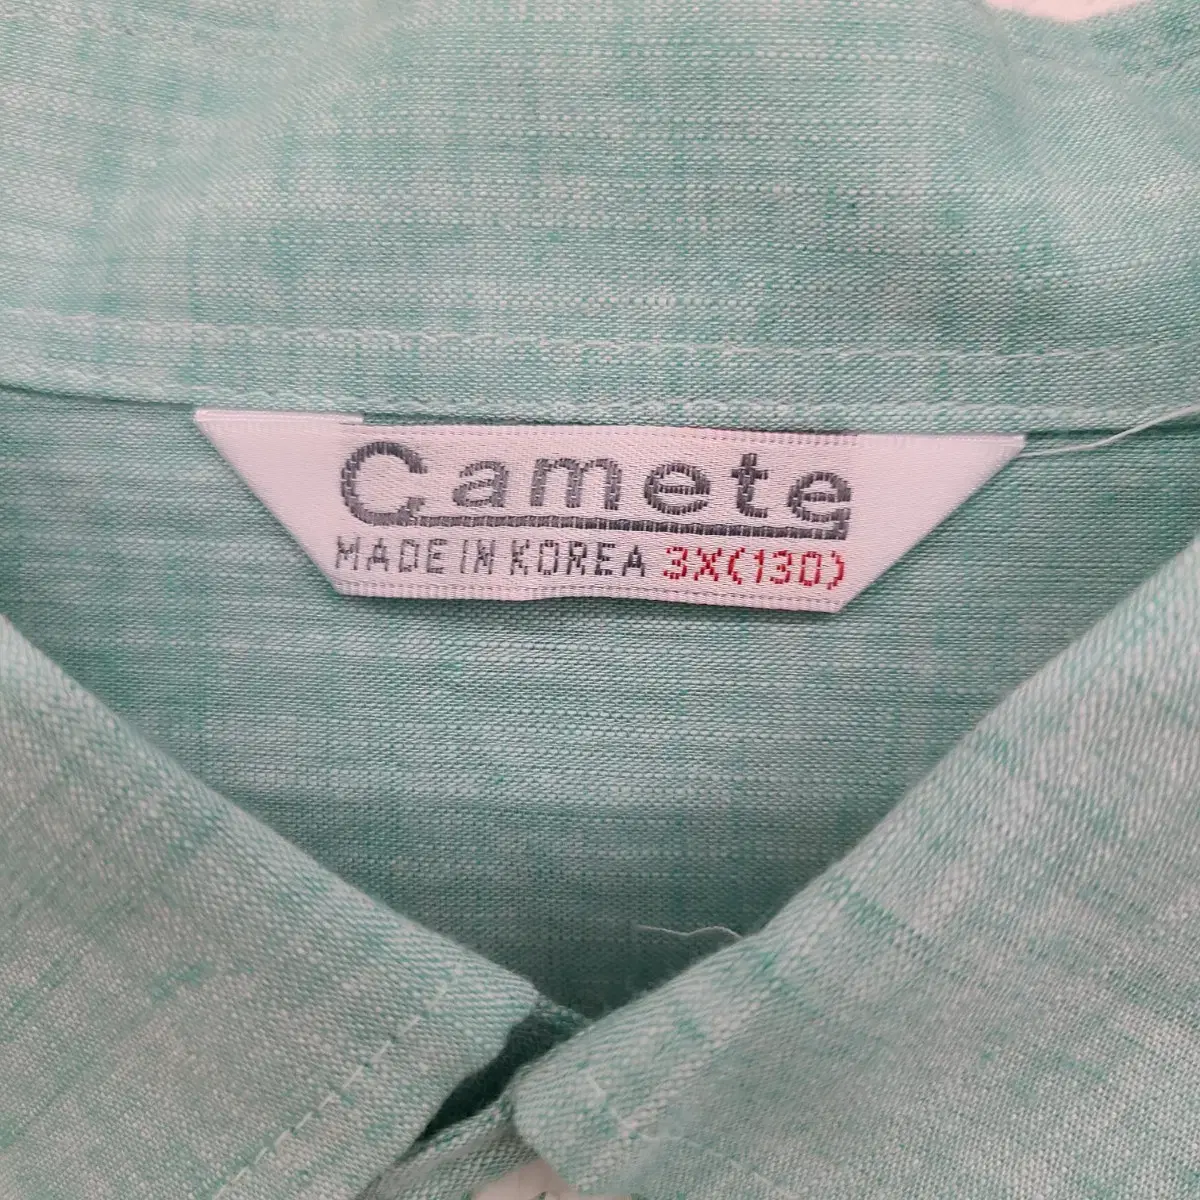 Camete
MADE IN KOREA 3X(130)